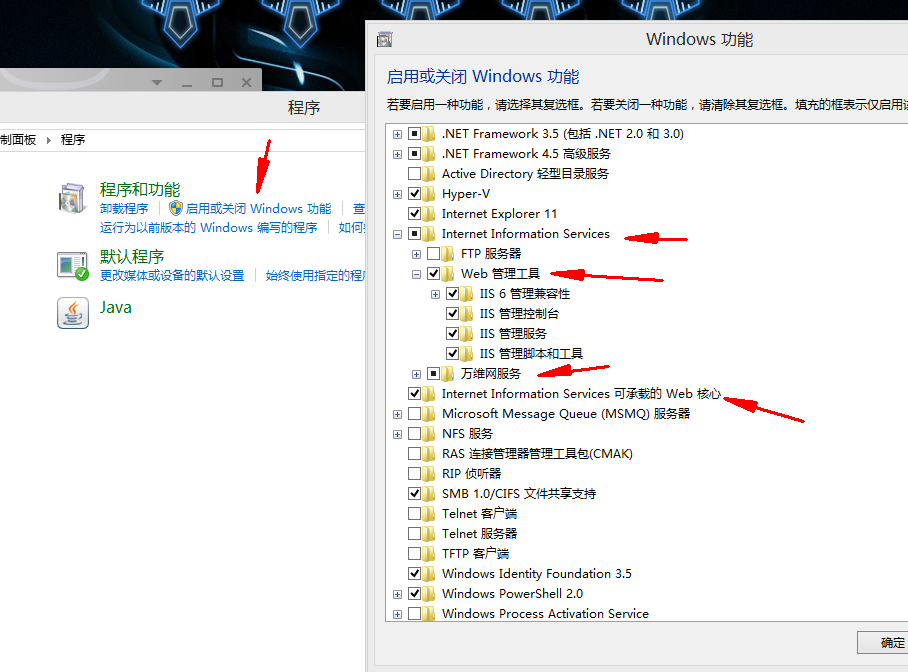 程序
制面板 程序
程序和功能
卸载程序 启用或关闭 Windows 功能 查
运行为以前版本的 Windows 编写的程序 如何
默认程序
更改媒体或设备的默认设置 始终使用指定的程
Java
Windows 功能
启用或关闭 Windows 功能
若要启用一种功能，请选择其复选框。若要关闭一种功能，请清除其复选框。填充的框表示仅启用
.NET Framework 3.5 (包括 .NET 2.0 和 3.0)
.NET Framework 4.5 高级服务
Active Directory 轻型目录服务
Hyper-V
Internet Explorer 11
Internet Information Services
FTP 服务器
Web 管理工具
IIS 6 管理兼容性
IIS 管理控制台
IIS 管理服务
IIS 管理脚本和工具
万维网服务
Internet Information Services 可承载的 Web 核心
Microsoft Message Queue (MSMQ) 服务器
NFS 服务
RAS 连接管理器管理工具包(CMAK)
RIP 侦听器
SMB 1.0/CIFS 文件共享支持
Telnet 客户端
Telnet 服务器
TFTP 客户端
Windows Identity Foundation 3.5
Windows PowerShell 2.0
Windows Process Activation Service
确定